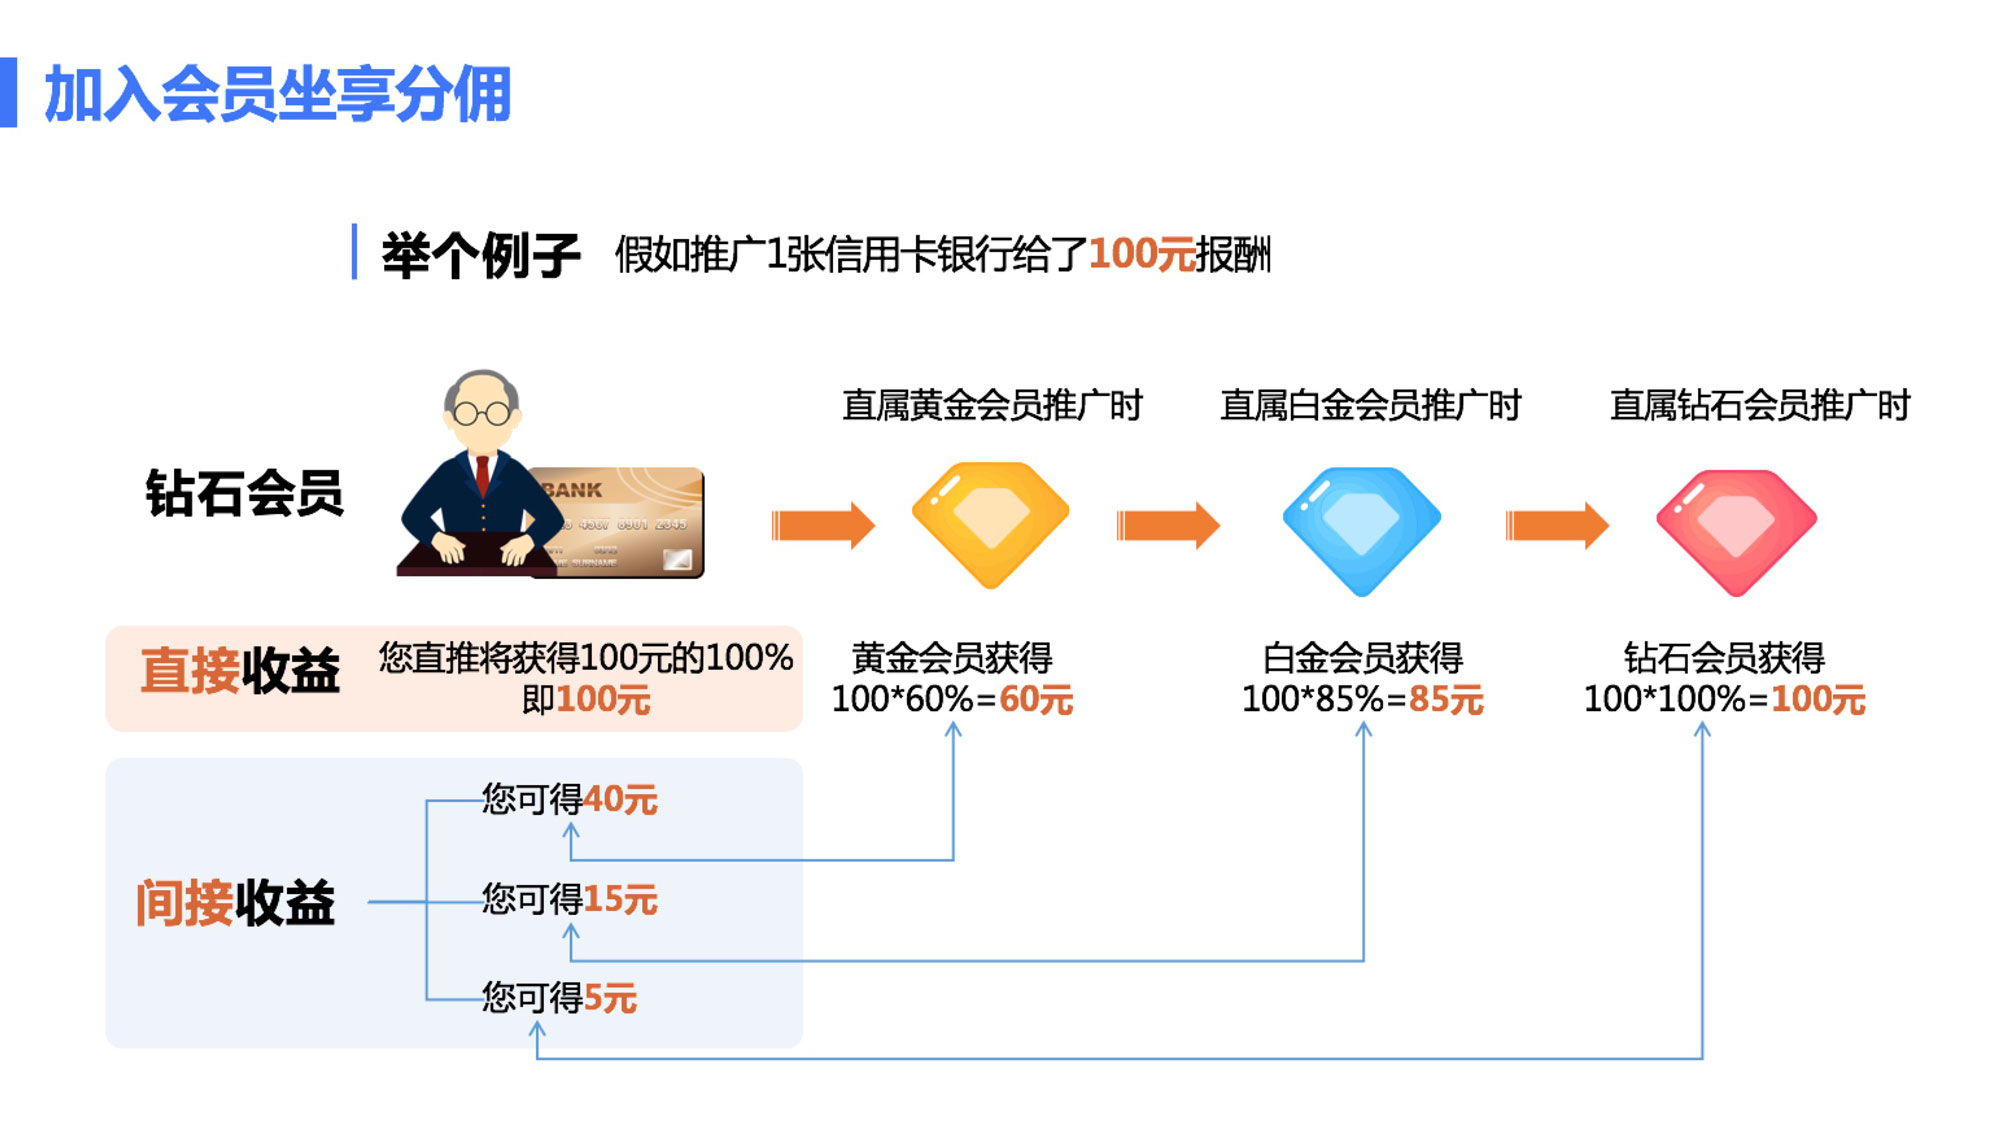 加入会员坐享分佣
举个例子 假如推广1张信用卡银行给了100元报酬
直属黄金会员推广时 直属白金会员推广时 直属钻石会员推广时
钻石会员
BANK
4567 8901 2345
SURNAME
直接收益
您直推将获得100元的100%
即100元
黄金会员获得
100*60%=60元
白金会员获得
100*85%=85元
钻石会员获得
100*100%=100元
间接收益
您可得40元
您可得15元
您可得5元